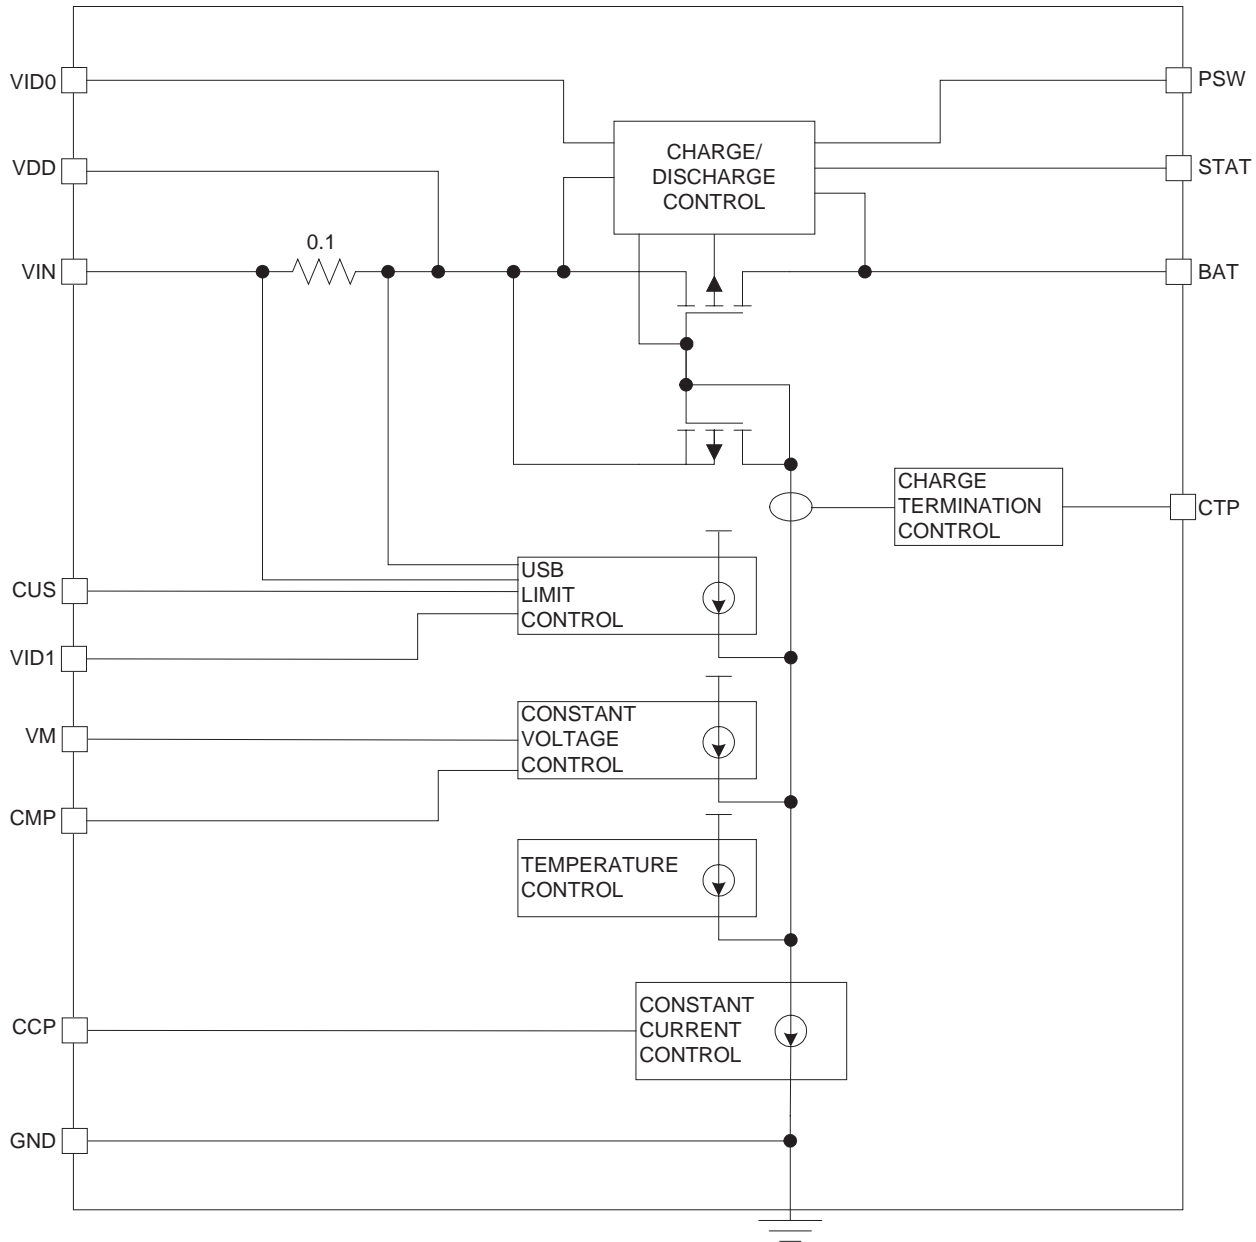 VID0
PSW
CHARGE/
DISCHARGE
CONTROL
VDD
STAT
0.1
VIN
BAT
CHARGE
TERMINATION
CONTROL
CTP
USB
LIMIT
CONTROL
CUS
VID1
CONSTANT
VOLTAGE
CONTROL
VM
CMP
TEMPERATURE
CONTROL
CONSTANT
CURRENT
CONTROL
CCP
GND